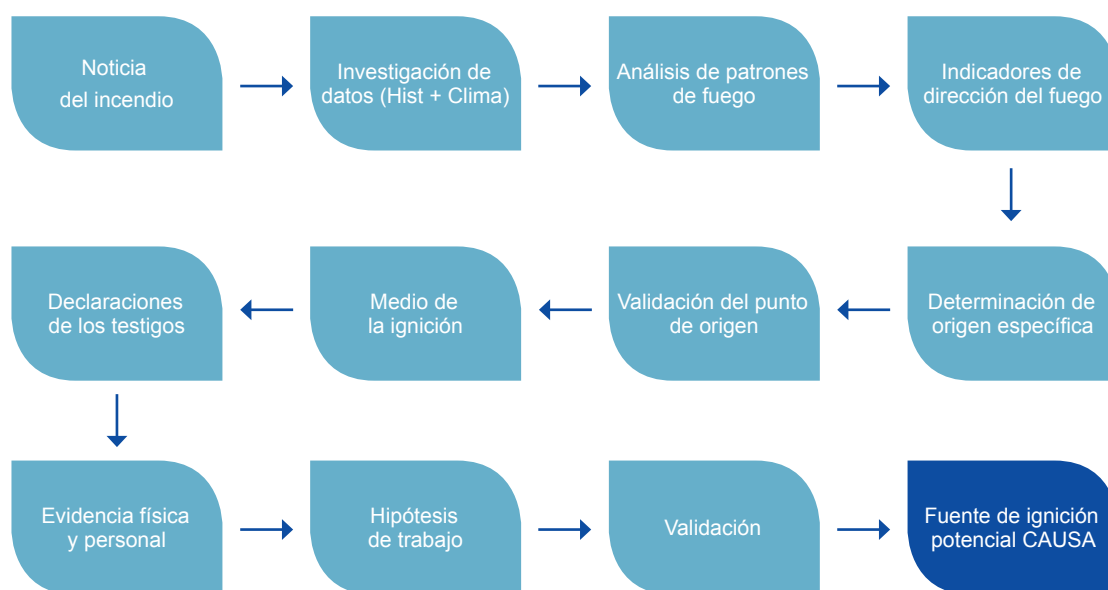 Noticia
del incendio
Investigación de
datos (Hist + Clima)
Análisis de patrones
de fuego
Indicadores de
dirección del fuego
Determinación de
origen específica
Validación del punto
de origen
Medio de
la ignición
Declaraciones
de los testigos
Evidencia física
y personal
Hipótesis
de trabajo
Validación
Fuente de ignición
potencial CAUSA